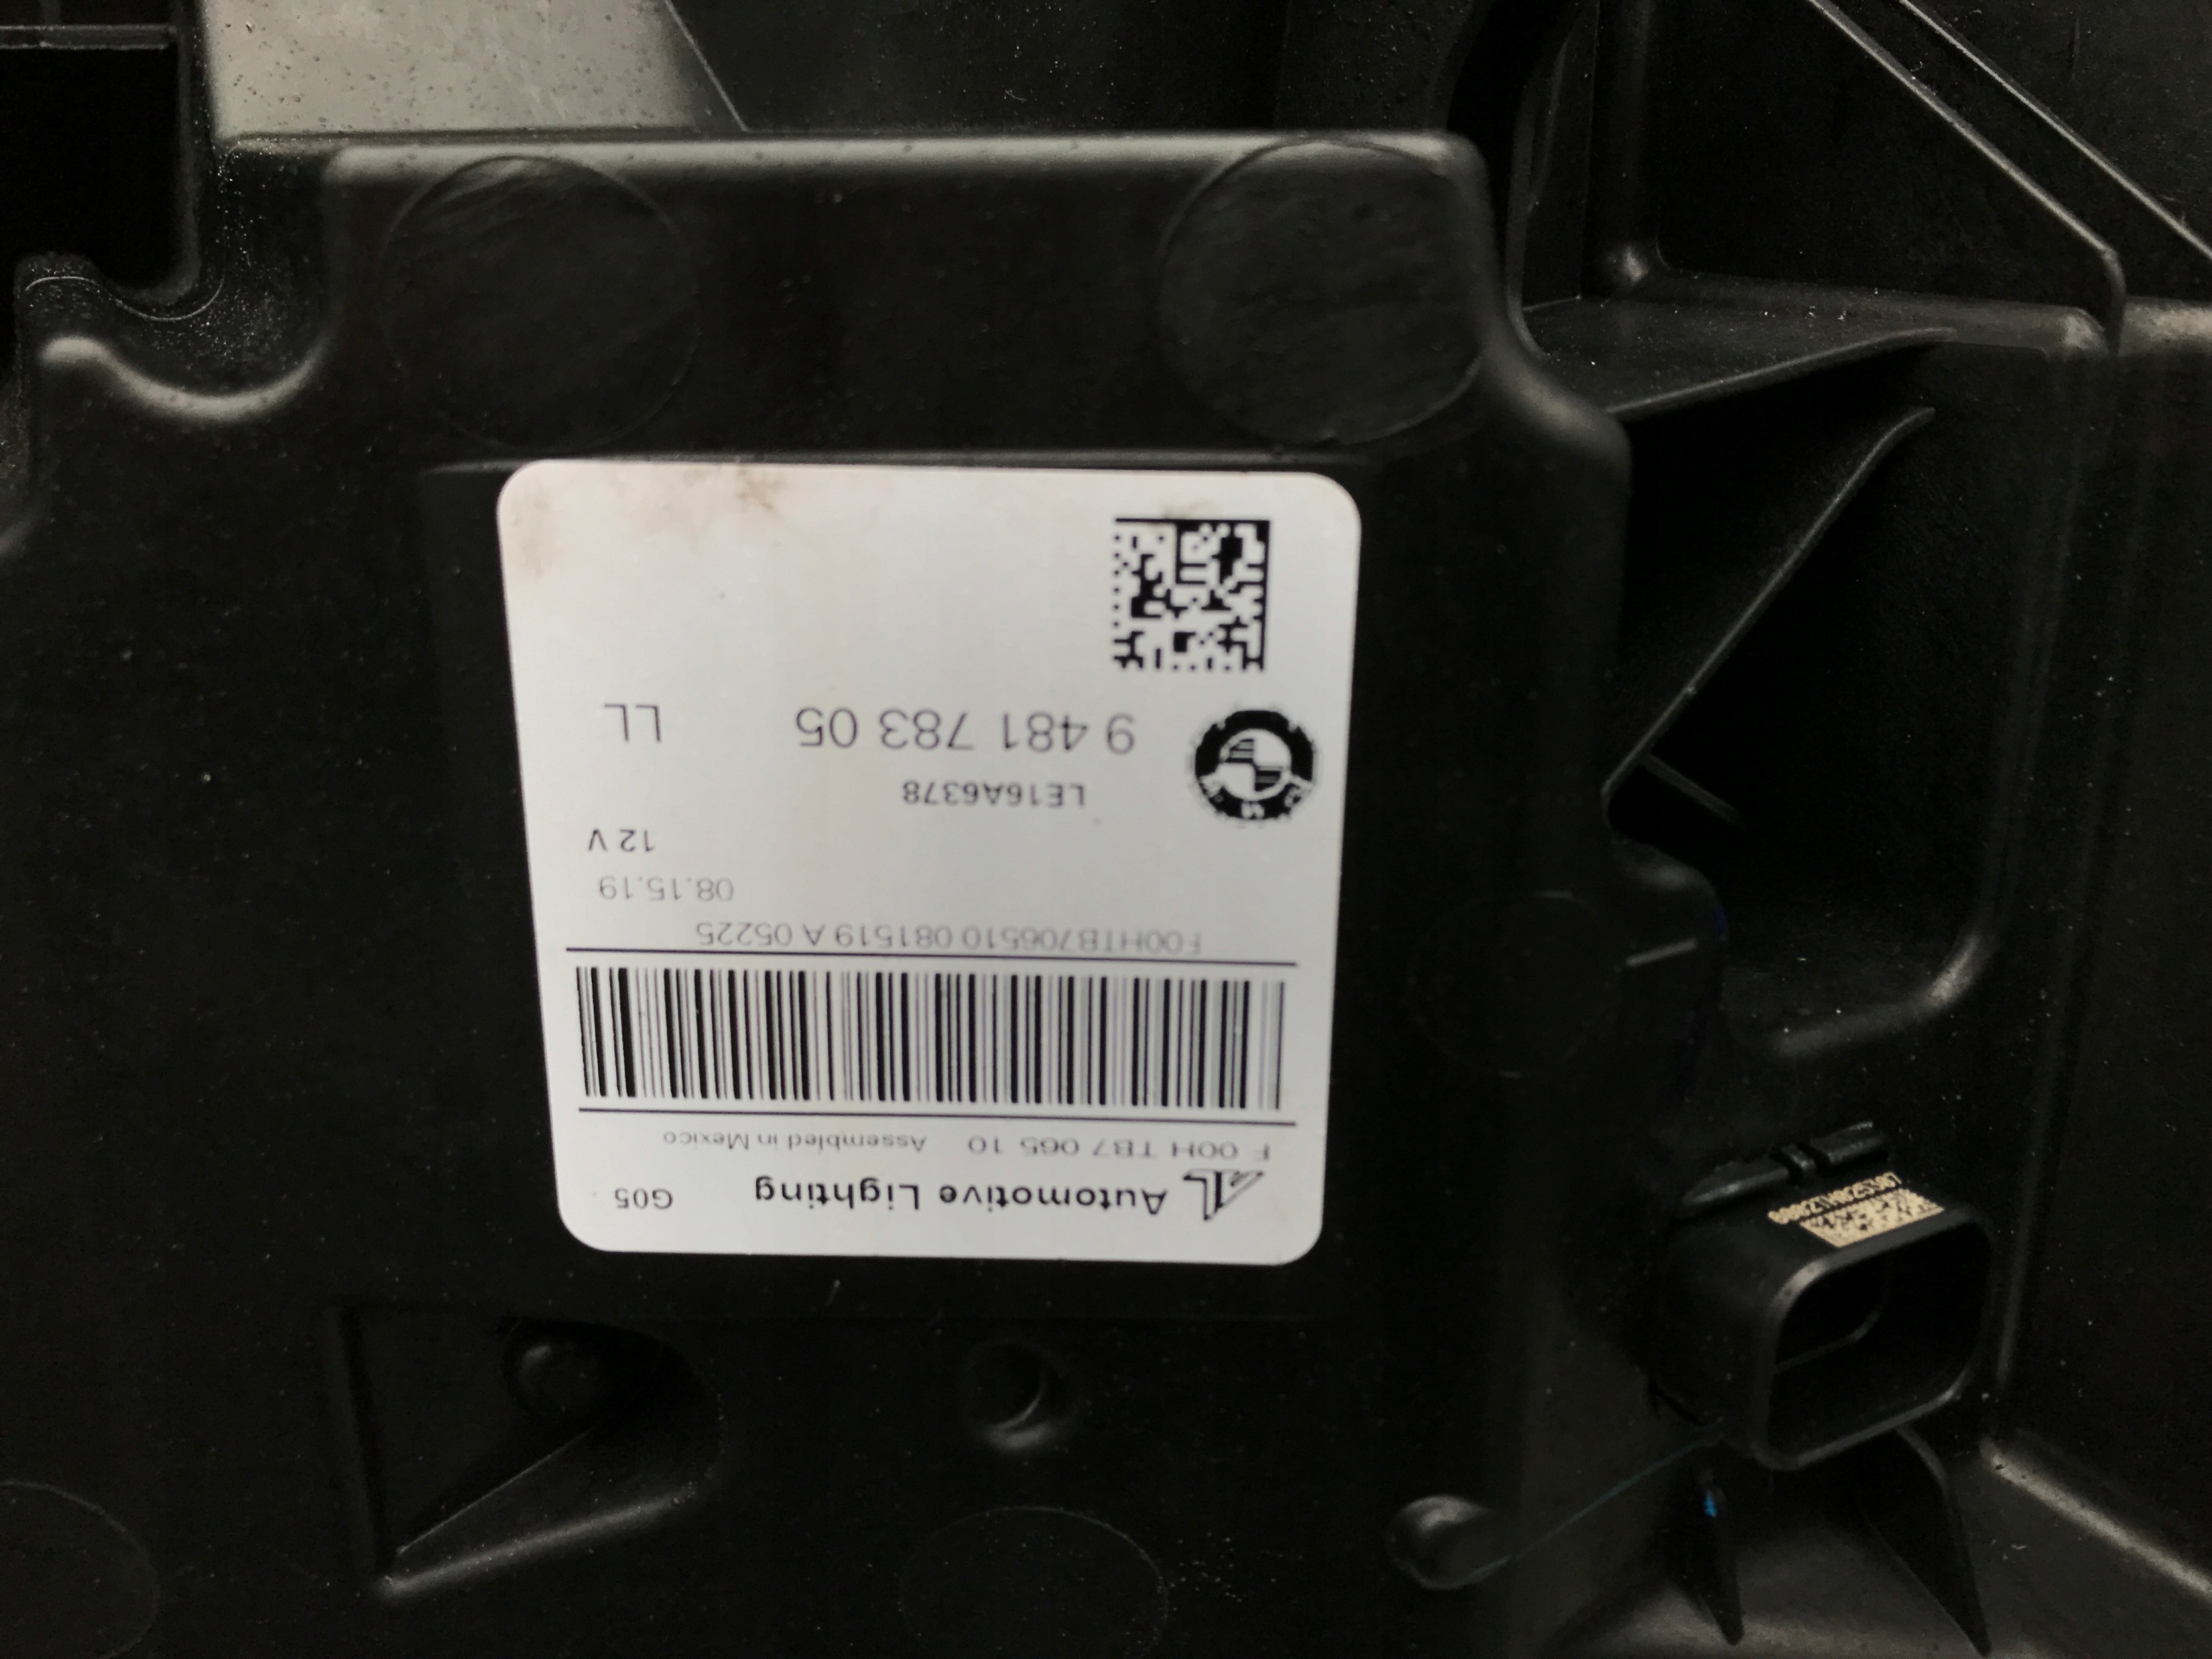 Automotive Lighting G05
F 00H TB7 065 10 Assembled in Mexico
F00HTB706510 081519 A 05225
08.15.19
12 V
LE16A6378
9 481 783 05 LL